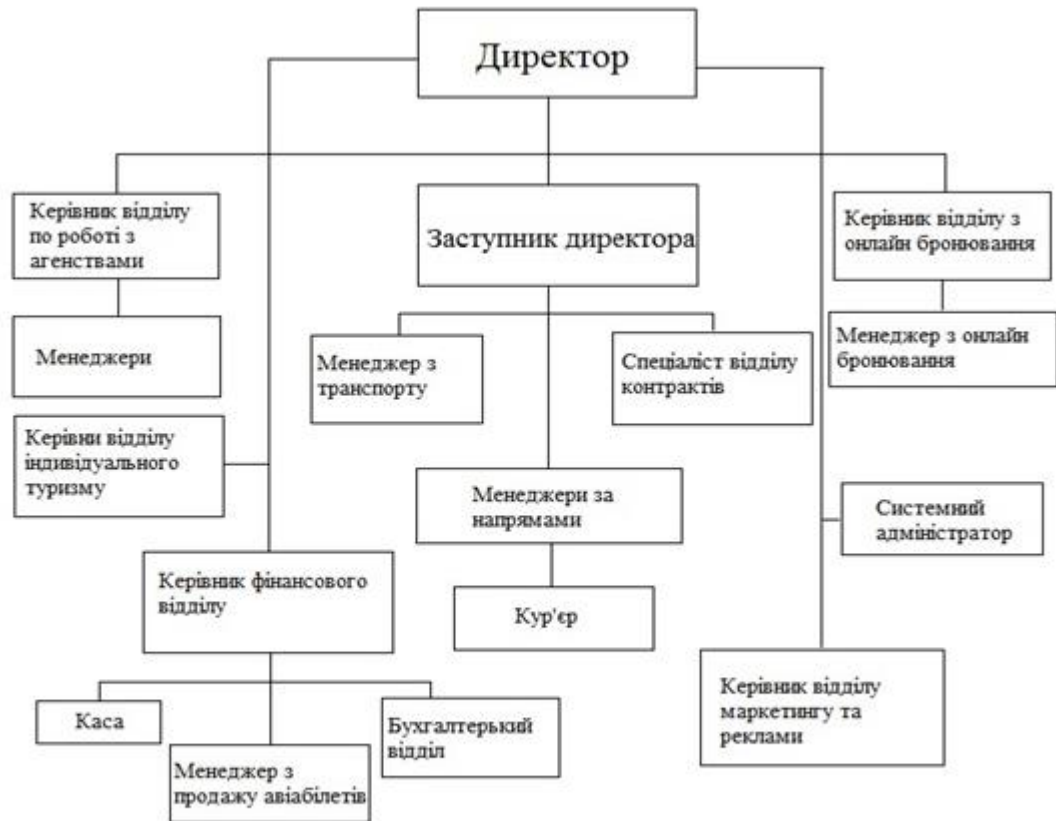 Директор
Керівник відділу
по роботі з
агенствами
Заступник директора
Керівник відділу з
онлайн бронювання
Менеджери
Менеджер з
транспорту
Спеціаліст відділу
контрактів
Менеджер з онлайн
бронювання
Керівни відділу
індивідуального
туризму
Менеджери за
напрямами
Системний
адміністратор
Керівник фінансового
відділу
Кур'єр
Керівник відділу
маркетингу та
реклами
Каса
Менеджер з
продажу авіабілетів
Бухгалтерький
відділ